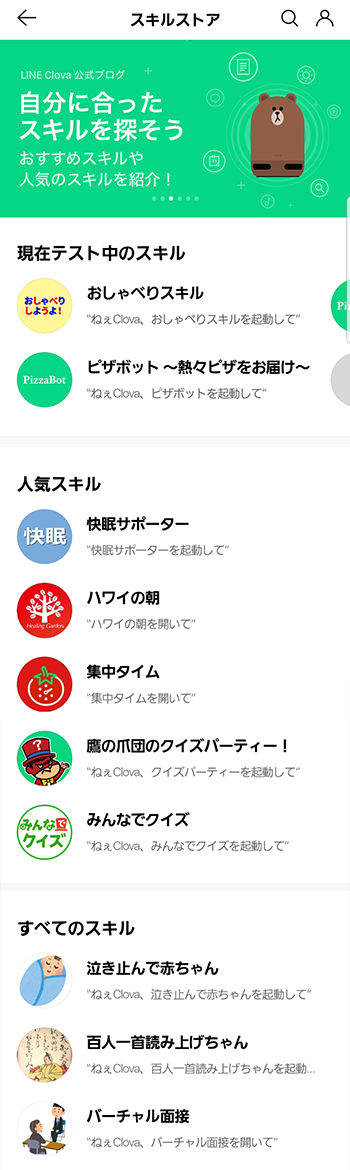 スキルストア
LINE Clova 公式ブログ
自分に合った
スキルを探そう
おすすめスキルや
人気のスキルを紹介！
現在テスト中のスキル
おしゃべり
しようよ!
おしゃべりスキル
“ねぇClova、おしゃべりスキルを起動して”
Pi
PizzaBot
ピザボット 〜熱々ピザをお届け〜
“ねぇClova、ピザボットを起動して”
人気スキル
快眠
快眠サポーター
“快眠サポーターを起動して”
Healing Garden
ハワイの朝
“ハワイの朝を開いて”
集中タイム
“集中タイムを開いて”
?
鷹の爪団のクイズパーティー！
“ねぇClova、クイズパーティーを起動して”
みんなで
クイズ
みんなでクイズ
“ねぇClova、みんなでクイズを起動して”
すべてのスキル
泣き止んで赤ちゃん
“ねぇClova、泣き止んで赤ちゃんを起動して”
百人一首読み上げちゃん
“ねぇClova、百人一首読み上げちゃんを起動...
バーチャル面接
“ねぇClova、バーチャル面接を開いて”